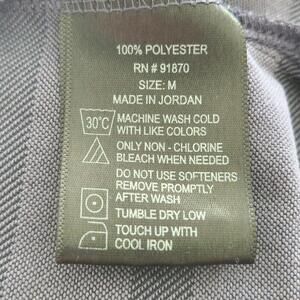 100% POLYESTER
RN # 91870
SIZE: M
MADE IN JORDAN
30°C MACHINE WASH COLD
WITH LIKE COLORS
ONLY NON - CHLORINE
BLEACH WHEN NEEDED
DO NOT USE SOFTENERS
REMOVE PROMPTLY
AFTER WASH
TUMBLE DRY LOW
TOUCH UP WITH
COOL IRON